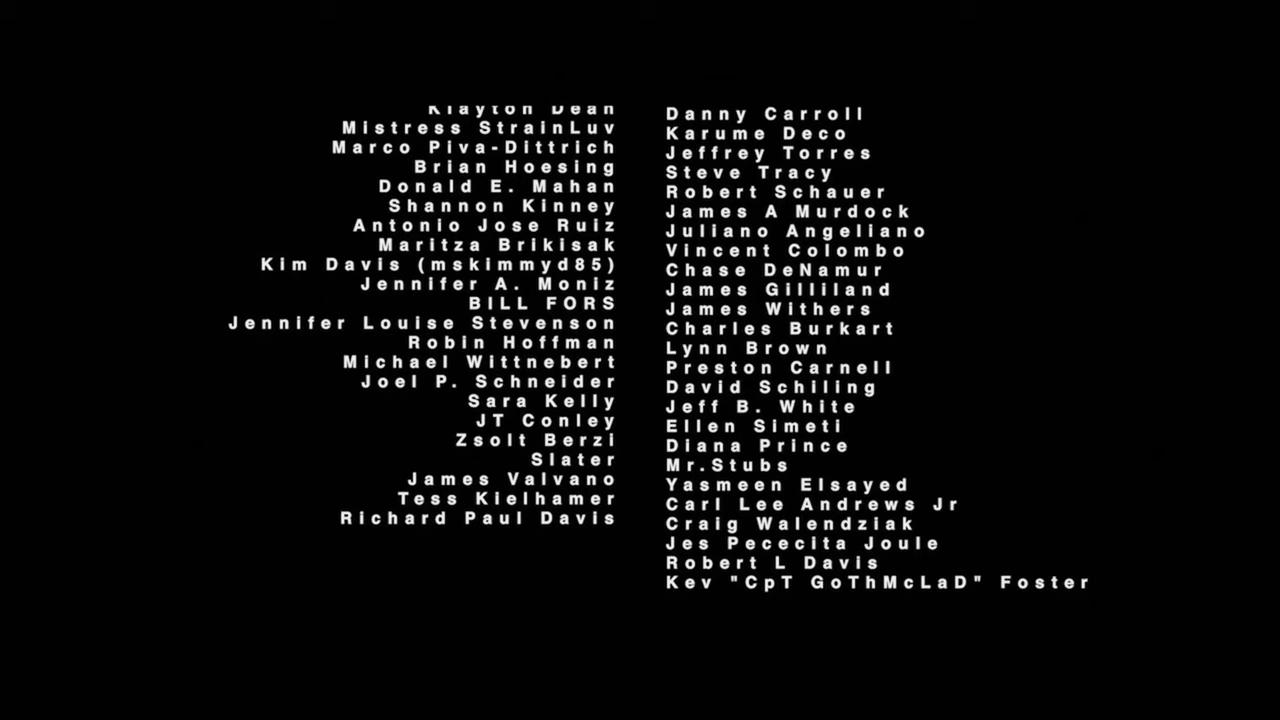 Klayton Dean
Mistress StrainLuv
Marco Piva-Dittrich
Brian Hoesing
Donald E. Mahan
Shannon Kinney
Antonio Jose Ruiz
Maritza Brikisak
Kim Davis (mskimmyd85)
Jennifer A. Moniz
BILL FORS
Jennifer Louise Stevenson
Robin Hoffman
Michael Wittnebert
Joel P. Schneider
Sara Kelly
JT Conley
Zsolt Berzi
Slater
James Valvano
Tess Kielhamer
Richard Paul Davis
Danny Carroll
Karume Deco
Jeffrey Torres
Steve Tracy
Robert Schauer
James A Murdock
Juliano Angeliano
Vincent Colombo
Chase DeNamur
James Gilliland
James Withers
Charles Burkart
Lynn Brown
Preston Carnell
David Schiling
Jeff B. White
Ellen Simeti
Diana Prince
Mr.Stubs
Yasmeen Elsayed
Carl Lee Andrews Jr
Craig Walendziak
Jes Pececita Joule
Robert L Davis
Kev "CpT GoThMcLaD" Foster